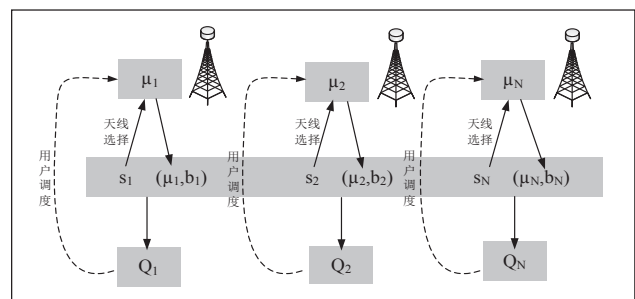 μ1 μ2 μN
天线选择 天线选择 天线选择
用户调度 用户调度 用户调度
s1 (μ1,b1) s2 (μ2,b2) sN (μN,bN)
Q1 Q2 QN